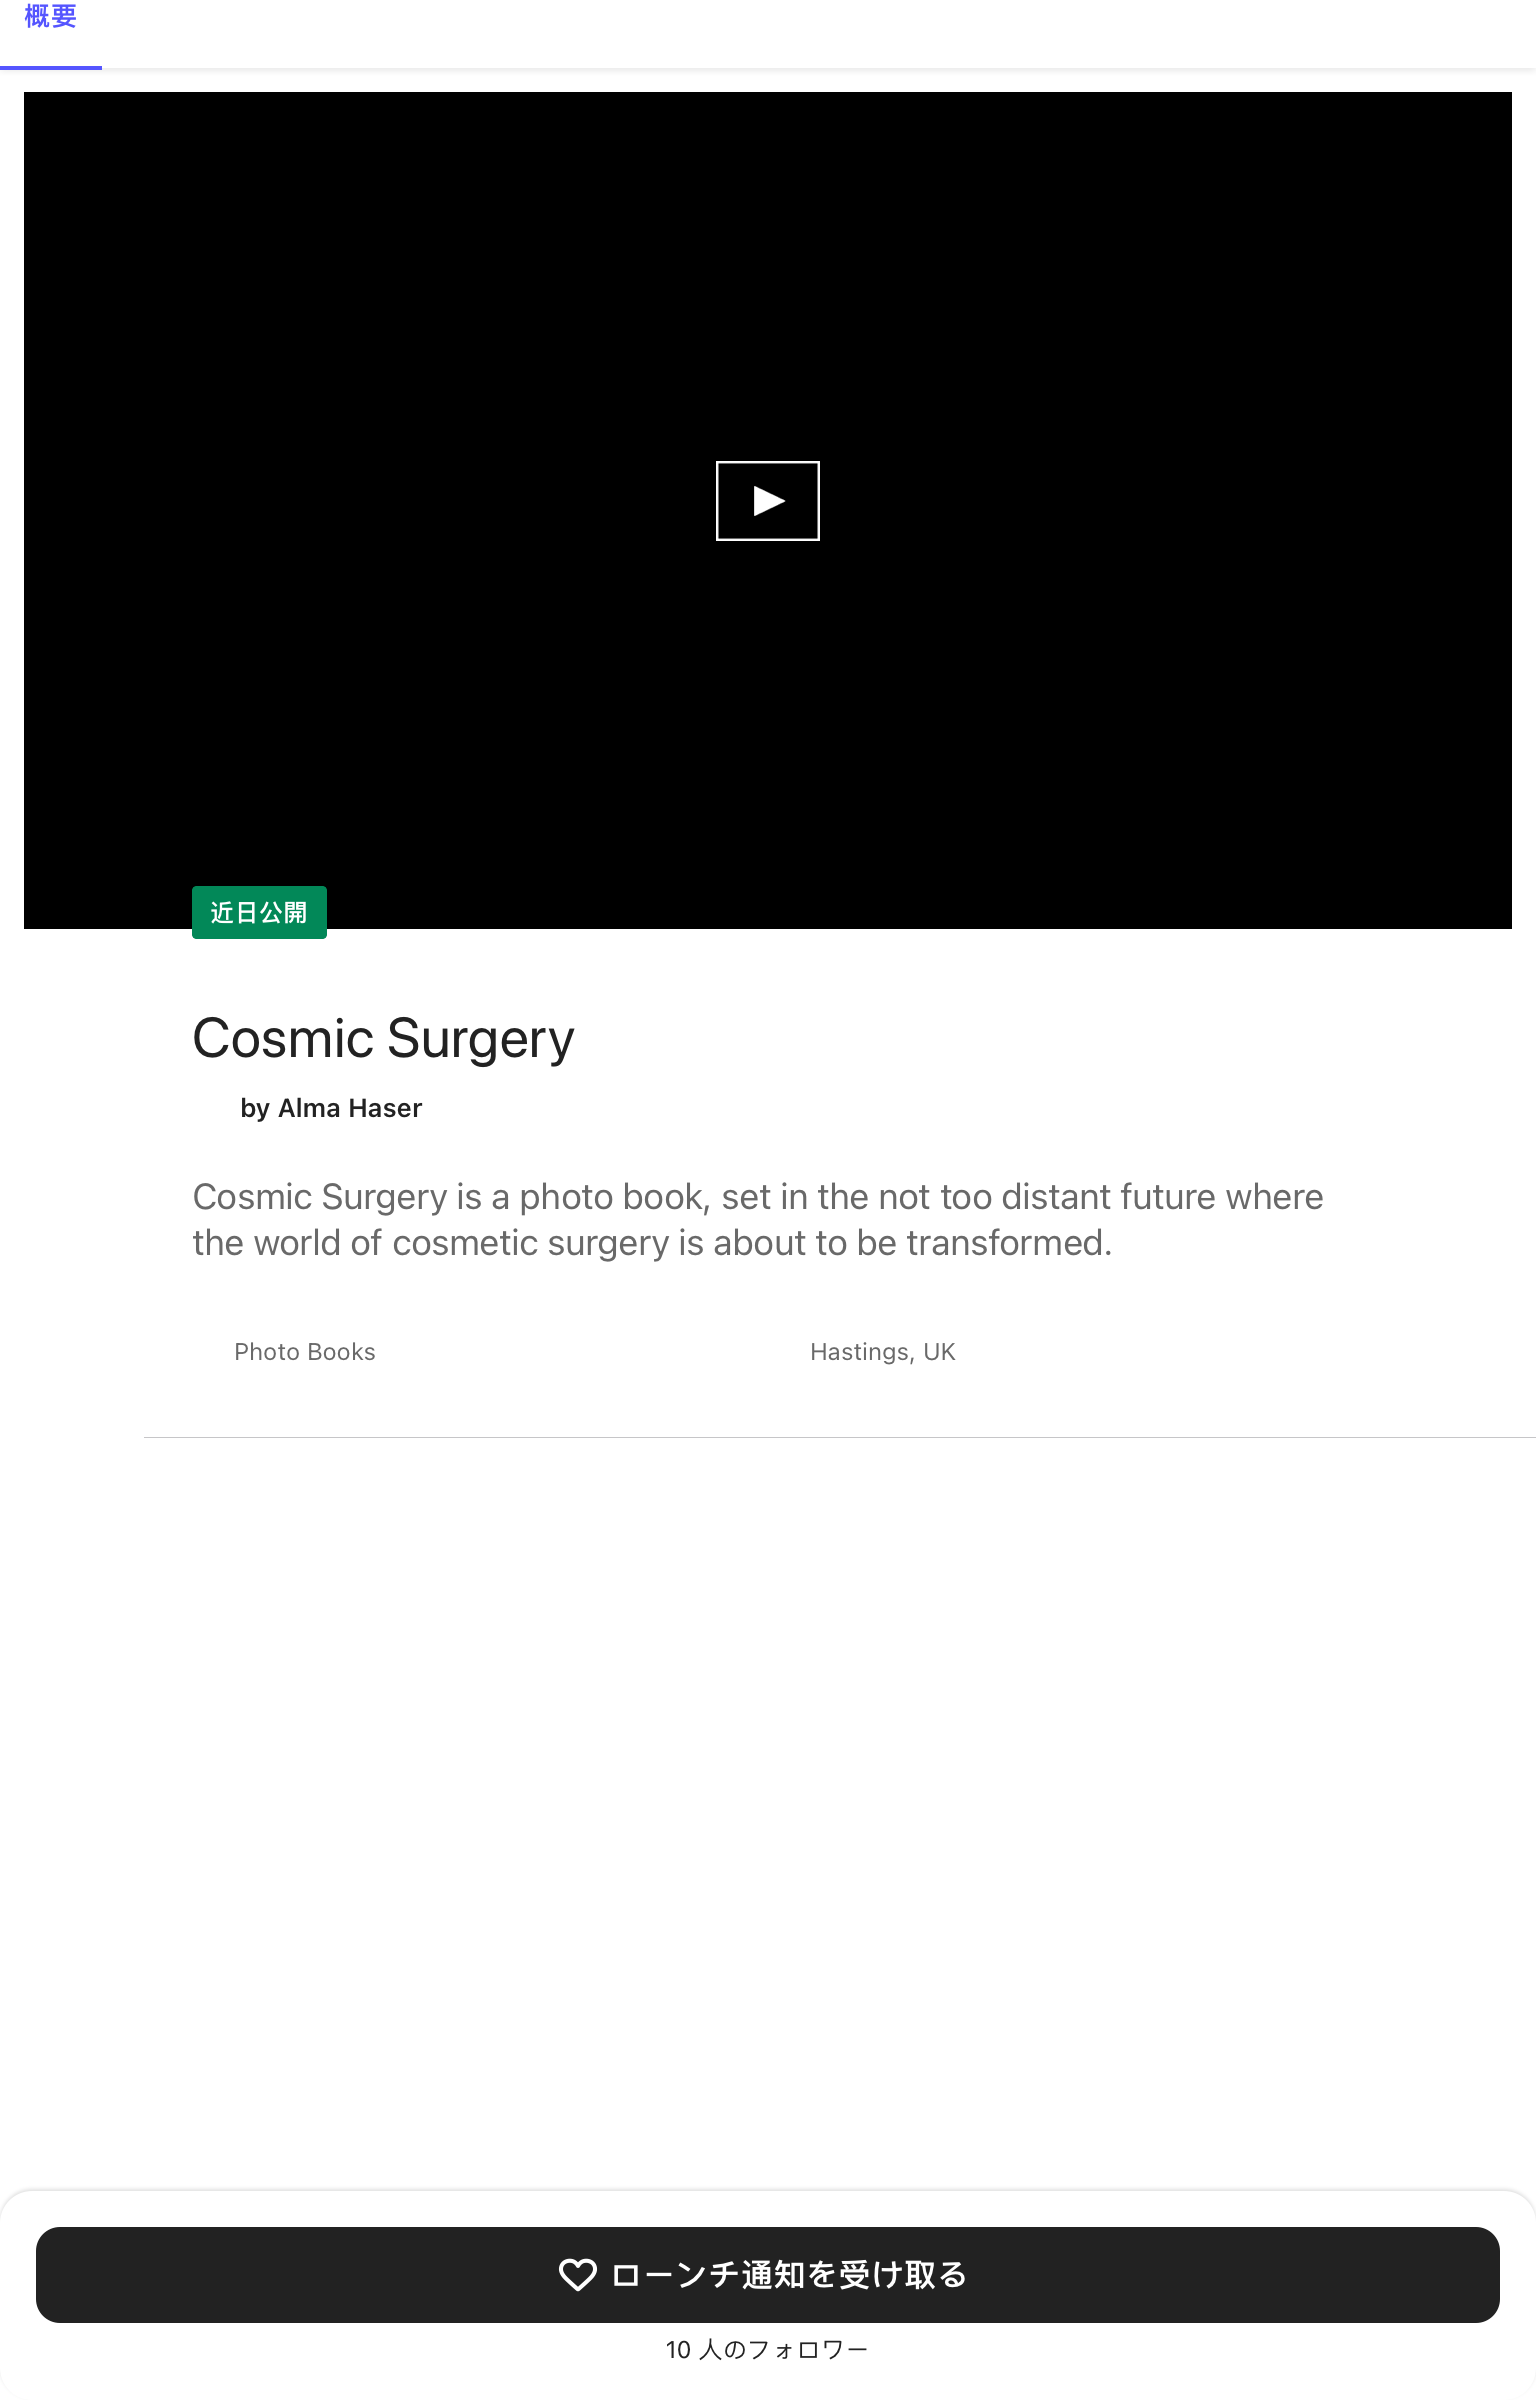 概要
近日公開
Cosmic Surgery
by Alma Haser
Cosmic Surgery is a photo book, set in the not too distant future where
the world of cosmetic surgery is about to be transformed.
Photo Books
Hastings, UK
ローンチ通知を受け取る
10 人のフォロワー